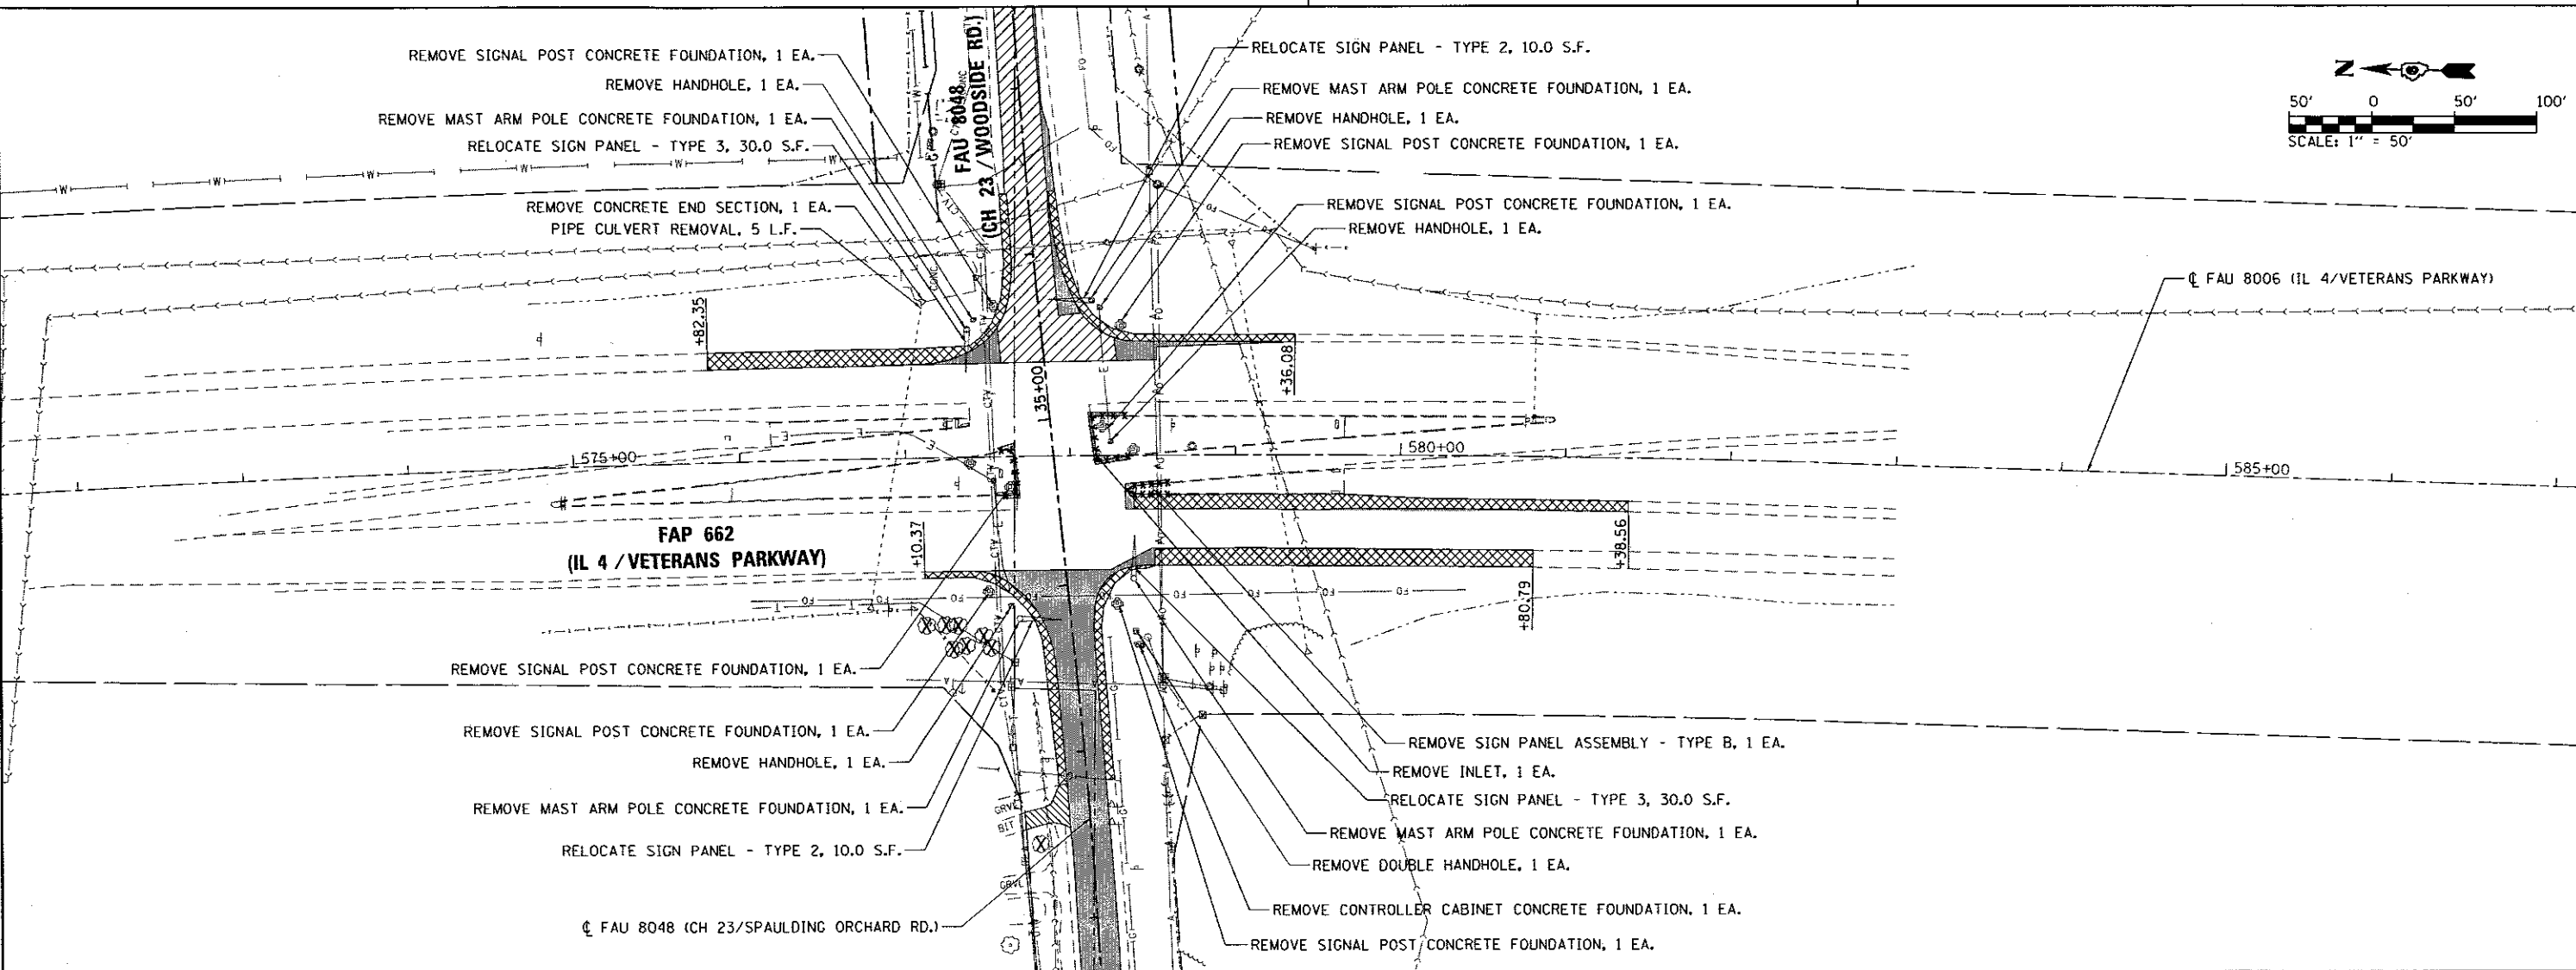 REMOVE SIGNAL POST CONCRETE FOUNDATION, 1 EA.
REMOVE HANDHOLE, 1 EA.
REMOVE MAST ARM POLE CONCRETE FOUNDATION, 1 EA.
RELOCATE SIGN PANEL - TYPE 3, 30.0 S.F.
REMOVE CONCRETE END SECTION, 1 EA.
PIPE CULVERT REMOVAL, 5 L.F.
FAU 8048
(CH 23/WOODSIDE RD.)
RELOCATE SIGN PANEL - TYPE 2, 10.0 S.F.
REMOVE MAST ARM POLE CONCRETE FOUNDATION, 1 EA.
REMOVE HANDHOLE, 1 EA.
REMOVE SIGNAL POST CONCRETE FOUNDATION, 1 EA.
REMOVE SIGNAL POST CONCRETE FOUNDATION, 1 EA.
REMOVE HANDHOLE, 1 EA.
N
50' 0 50' 100'
SCALE: 1" = 50'
℄ FAU 8006 (IL 4/VETERANS PARKWAY)
+82.35
+36.08
135+00
575+00
580+00
585+00
FAP 662
(IL 4 / VETERANS PARKWAY)
+10.37
+38.56
+80.79
REMOVE SIGNAL POST CONCRETE FOUNDATION, 1 EA.
REMOVE SIGNAL POST CONCRETE FOUNDATION, 1 EA.
REMOVE HANDHOLE, 1 EA.
REMOVE MAST ARM POLE CONCRETE FOUNDATION, 1 EA.
RELOCATE SIGN PANEL - TYPE 2, 10.0 S.F.
℄ FAU 8048 (CH 23/SPAULDING ORCHARD RD.)
GRVL
BIT
GRVL
REMOVE SIGN PANEL ASSEMBLY - TYPE B, 1 EA.
REMOVE INLET, 1 EA.
RELOCATE SIGN PANEL - TYPE 3, 30.0 S.F.
REMOVE MAST ARM POLE CONCRETE FOUNDATION, 1 EA.
REMOVE DOUBLE HANDHOLE, 1 EA.
REMOVE CONTROLLER CABINET CONCRETE FOUNDATION, 1 EA.
REMOVE SIGNAL POST CONCRETE FOUNDATION, 1 EA.